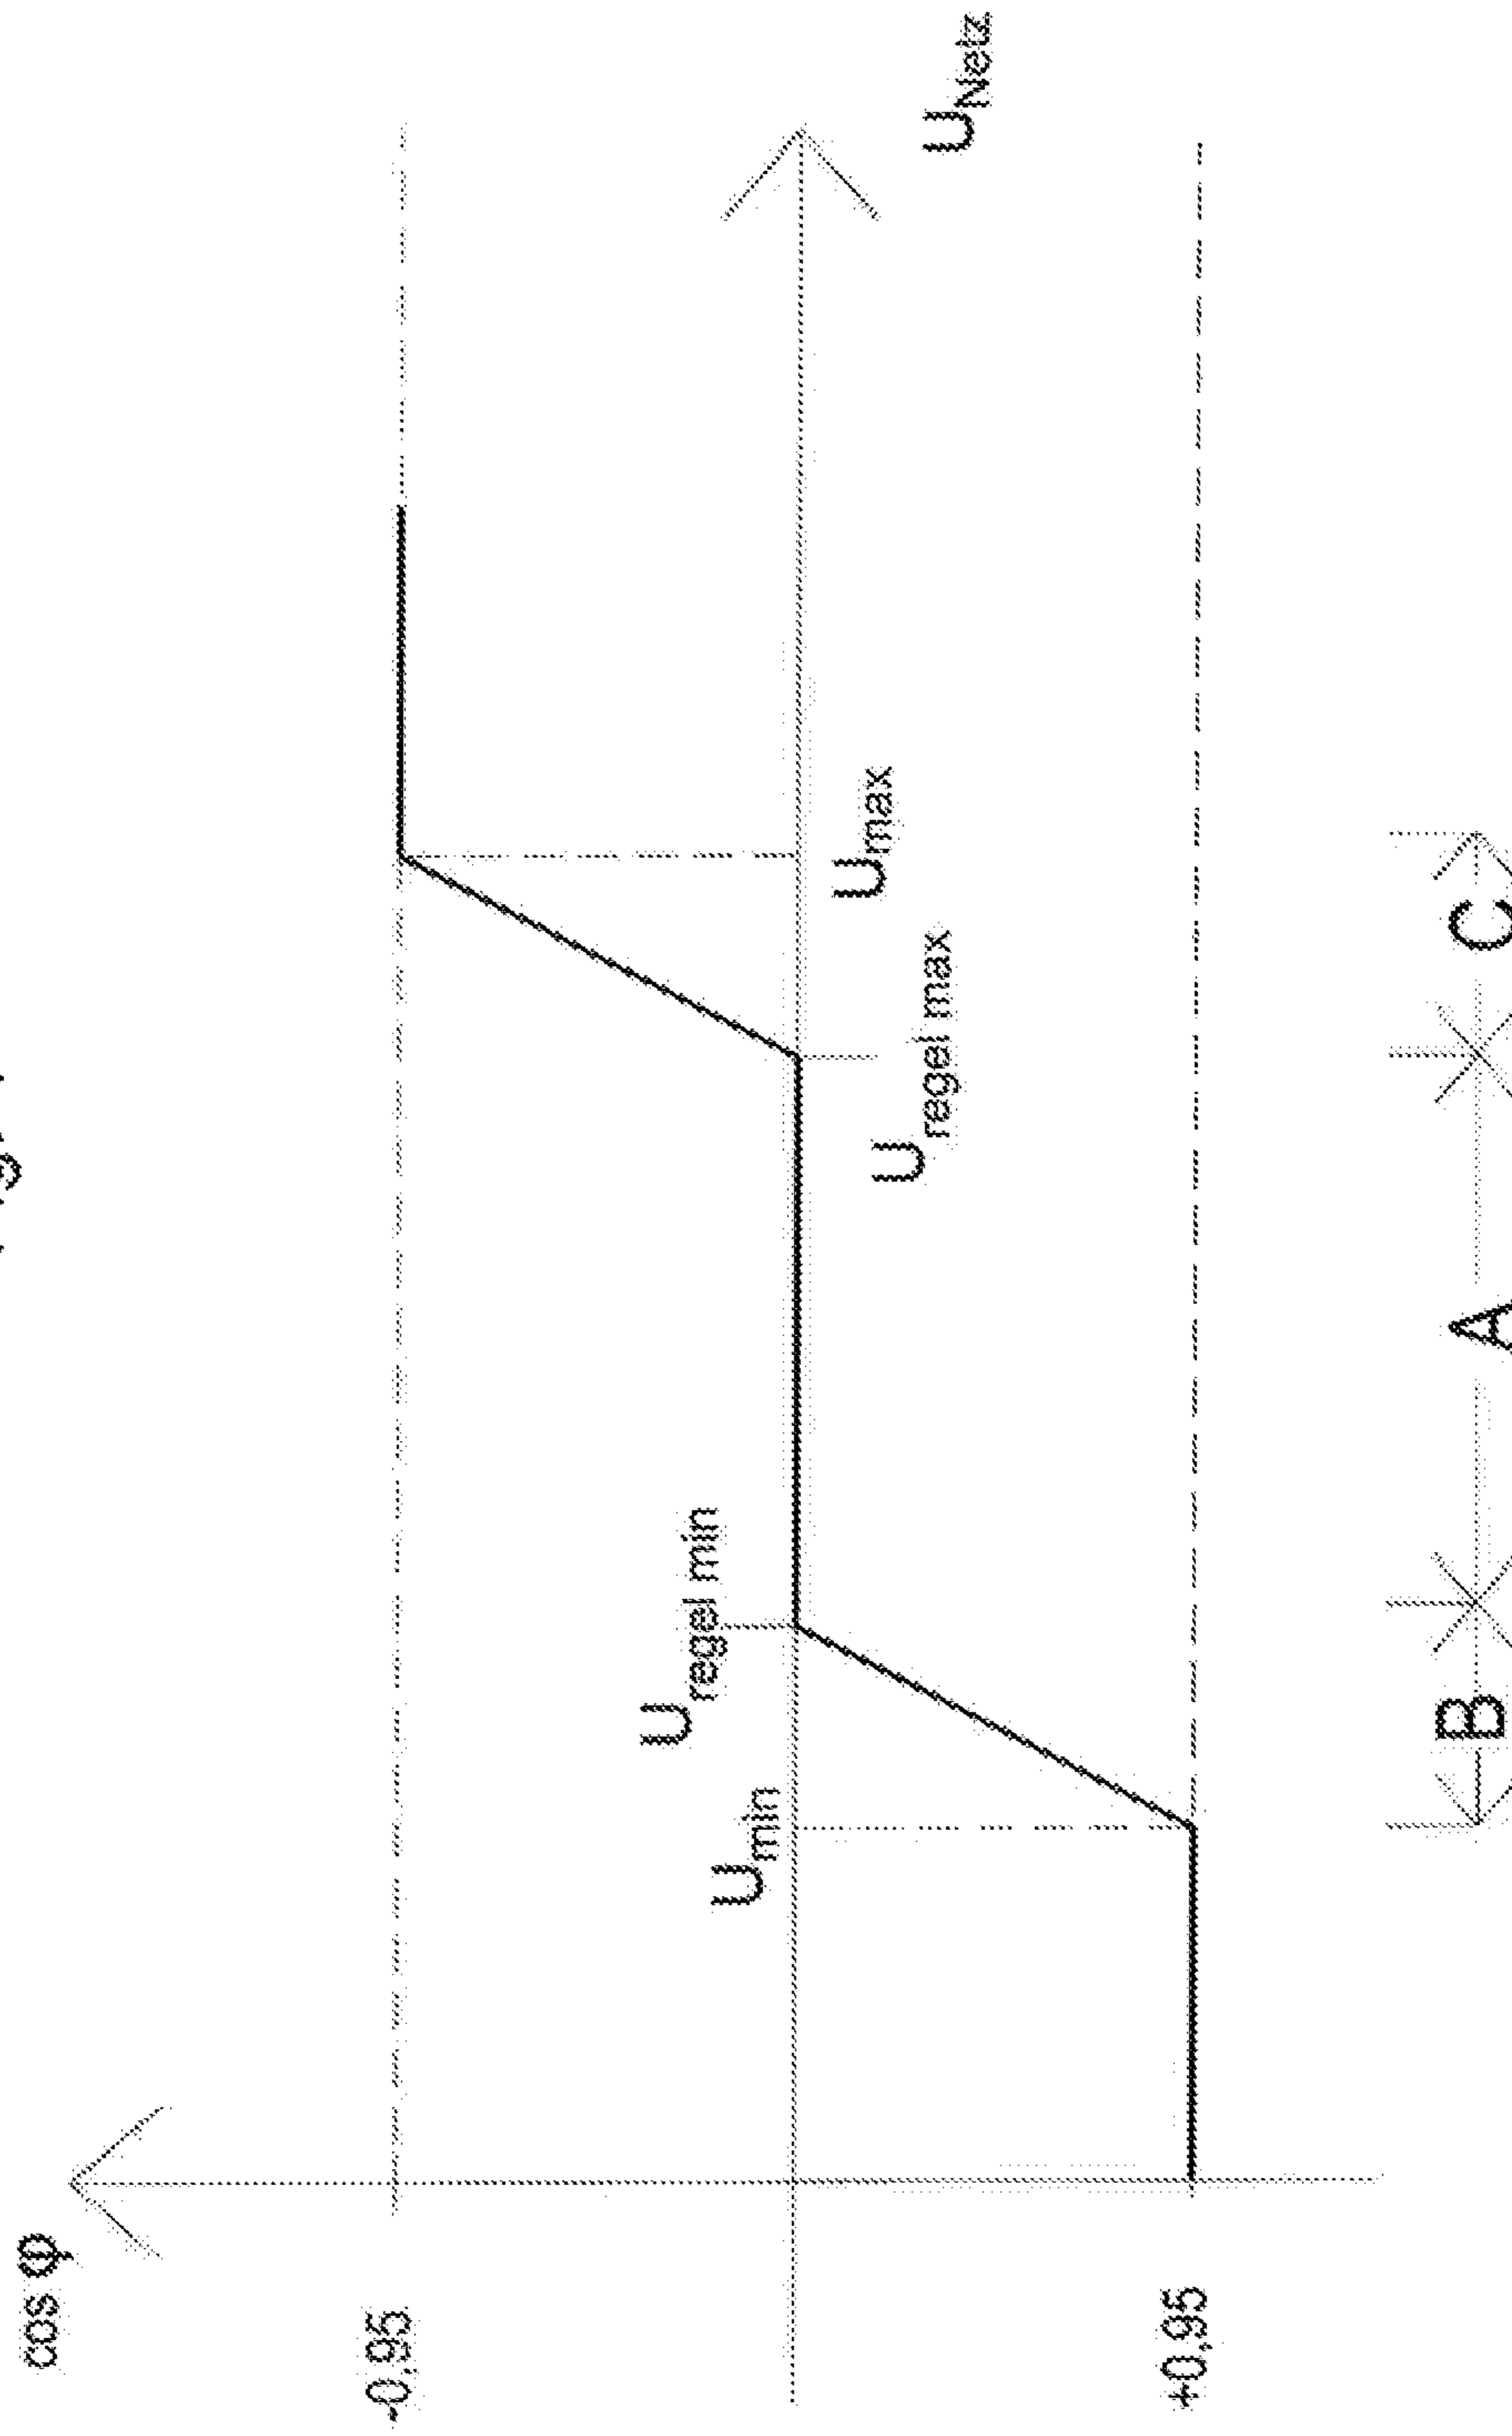 cos φ
-0,95
U_regel min
U_min
U_max
U_regel max
U_Netz
+0,95
B
A
C